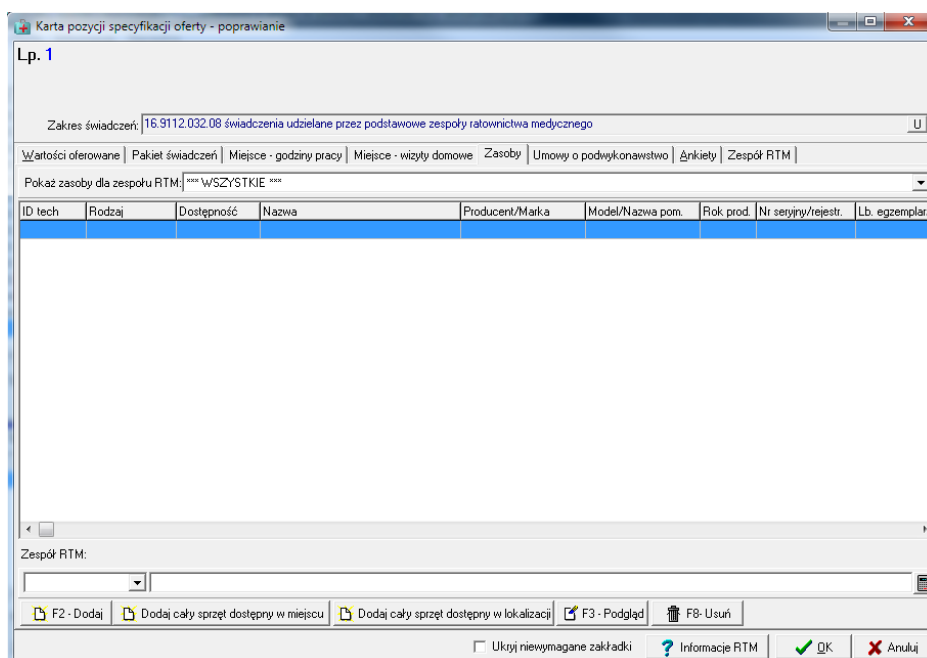 Karta pozycji specyfikacji oferty - poprawianie
Lp. 1
Zakres świadczeń: 16.9112.032.08 świadczenia udzielane przez podstawowe zespoły ratownictwa medycznego U
Wartości oferowane Pakiet świadczeń Miejsce - godziny pracy Miejsce - wizyty domowe Zasoby Umowy o podwykonawstwo Ankiety Zespół RTM
Pokaż zasoby dla zespołu RTM: *** WSZYSTKIE ***
ID tech Rodzaj Dostępność Nazwa Producent/Marka Model/Nazwa pom. Rok prod. Nr seryjny/rejestr. Lb. egzemplar
Zespół RTM:
F2 - Dodaj Dodaj cały sprzęt dostępny w miejscu Dodaj cały sprzęt dostępny w lokalizacji F3 - Podgląd F8- Usuń
Ukryj niewymagane zakładki ? Informacje RTM OK Anuluj